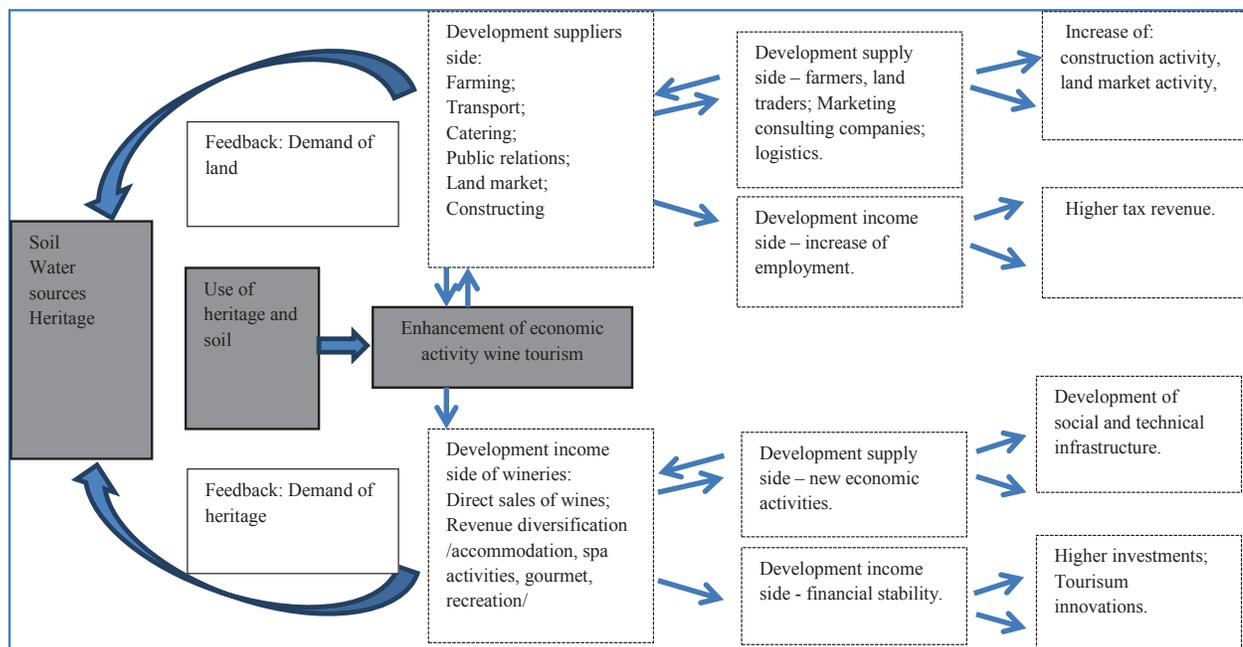 Development suppliers
side:
Farming;
Transport;
Catering;
Public relations;
Land market;
Constructing
Development supply
side – farmers, land
traders; Marketing
consulting companies;
logistics.
Increase of:
construction activity,
land market activity,
Feedback: Demand of
land
Development income
side – increase of
employment.
Higher tax revenue.
Soil
Water
sources
Heritage
Use of
heritage and
soil
Enhancement of economic
activity wine tourism
Development income
side of wineries:
Direct sales of wines;
Revenue diversification
/accommodation, spa
activities, gourmet,
recreation/
Development supply
side – new economic
activities.
Development of
social and technical
infrastructure.
Feedback: Demand of
heritage
Development income
side - financial stability.
Higher investments;
Tourisum
innovations.